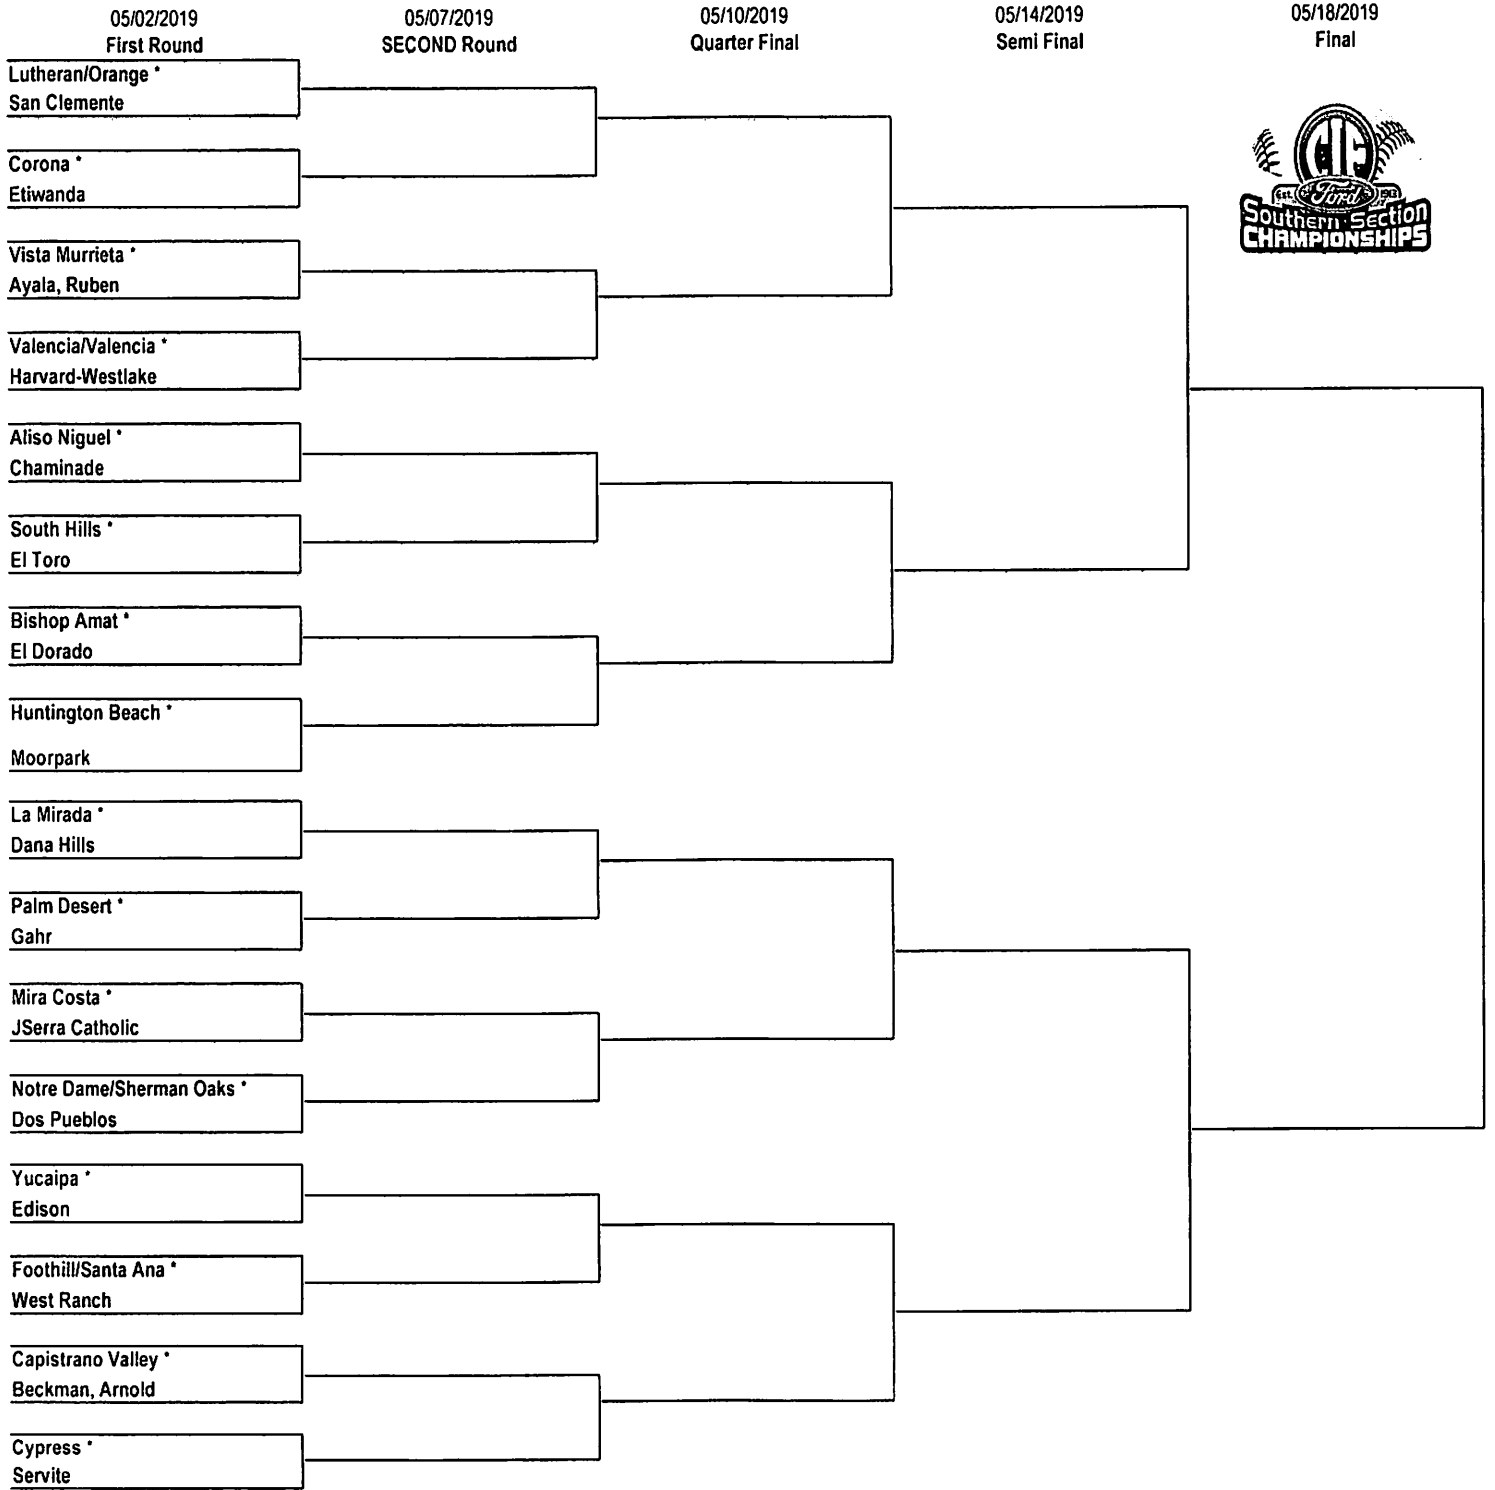 05/02/2019
First Round
05/07/2019
SECOND Round
05/10/2019
Quarter Final
05/14/2019
Semi Final
05/18/2019
Final
Lutheran/Orange *
San Clemente
Corona *
Etiwanda
Vista Murrieta *
Ayala, Ruben
Valencia/Valencia *
Harvard-Westlake
Aliso Niguel *
Chaminade
South Hills *
El Toro
Bishop Amat *
El Dorado
Huntington Beach *
Moorpark
La Mirada *
Dana Hills
Palm Desert *
Gahr
Mira Costa *
JSerra Catholic
Notre Dame/Sherman Oaks *
Dos Pueblos
Yucaipa *
Edison
Foothill/Santa Ana *
West Ranch
Capistrano Valley *
Beckman, Arnold
Cypress *
Servite
CIF
Est. Ford 1913
Southern Section
CHAMPIONSHIPS